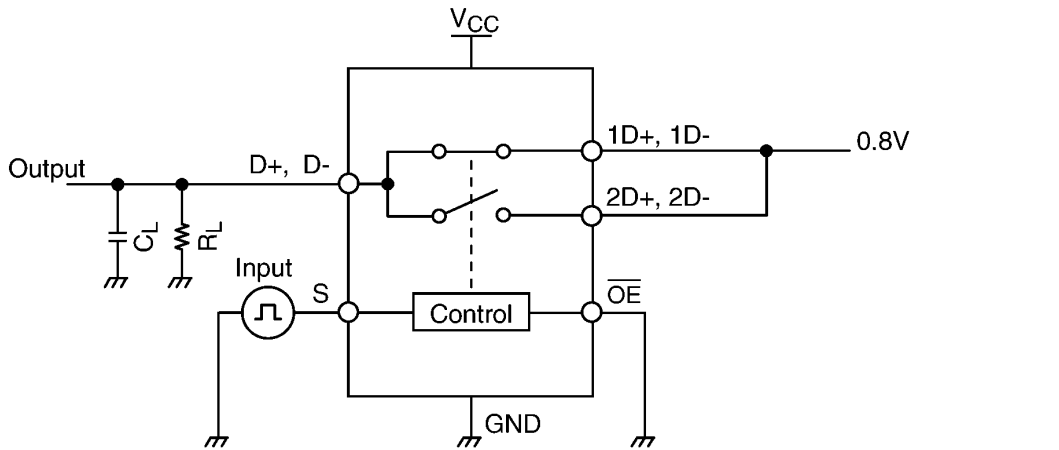 VCC
1D+, 1D-
0.8V
Output
D+, D-
2D+, 2D-
CL
RL
Input
S
Control
OE
GND